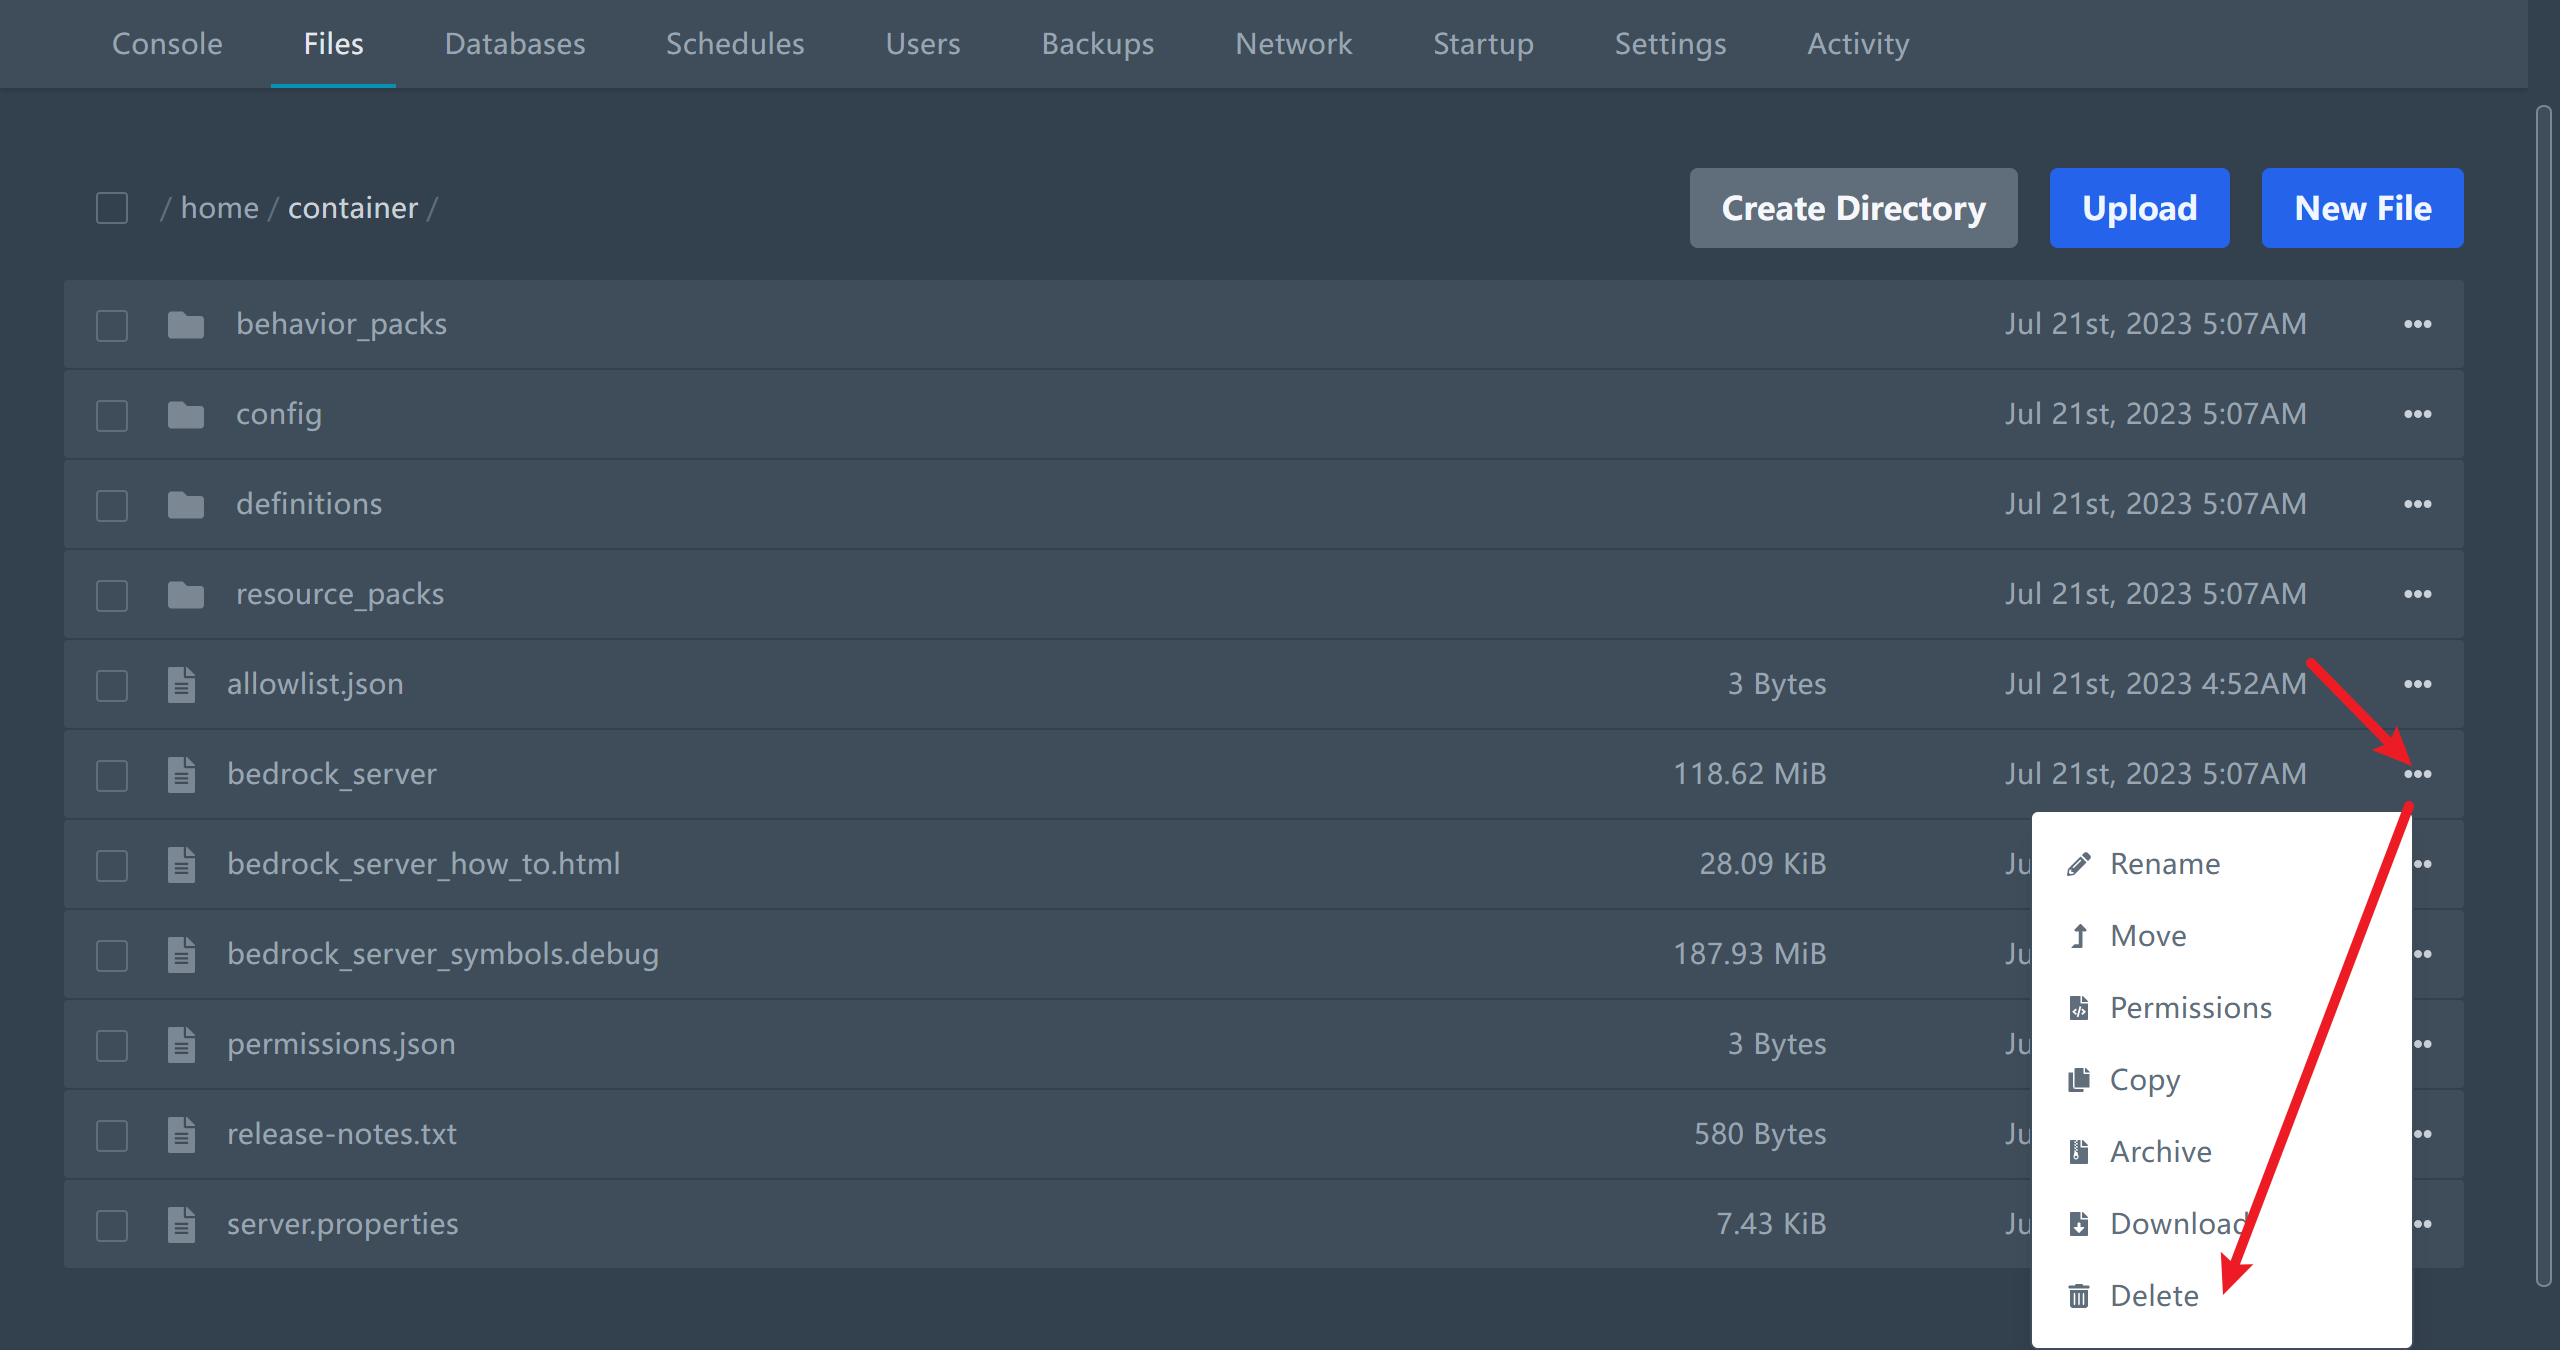 Console Files Databases Schedules Users Backups Network Startup Settings Activity
/ home / container / Create Directory Upload New File
behavior_packs Jul 21st, 2023 5:07AM
config Jul 21st, 2023 5:07AM
definitions Jul 21st, 2023 5:07AM
resource_packs Jul 21st, 2023 5:07AM
allowlist.json 3 Bytes Jul 21st, 2023 4:52AM
bedrock_server 118.62 MiB Jul 21st, 2023 5:07AM
bedrock_server_how_to.html 28.09 KiB Ju
bedrock_server_symbols.debug 187.93 MiB Ju
permissions.json 3 Bytes Ju
release-notes.txt 580 Bytes Ju
server.properties 7.43 KiB Ju
Rename
Move
Permissions
Copy
Archive
Download
Delete